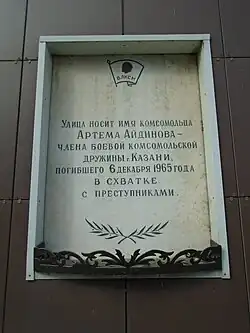 ВЛКСМ
Улица носит имя комсомольца
Артема Айдинова –
члена боевой комсомольской
дружины г. Казани,
погибшего 6 декабря 1965 года
в схватке
с преступниками.